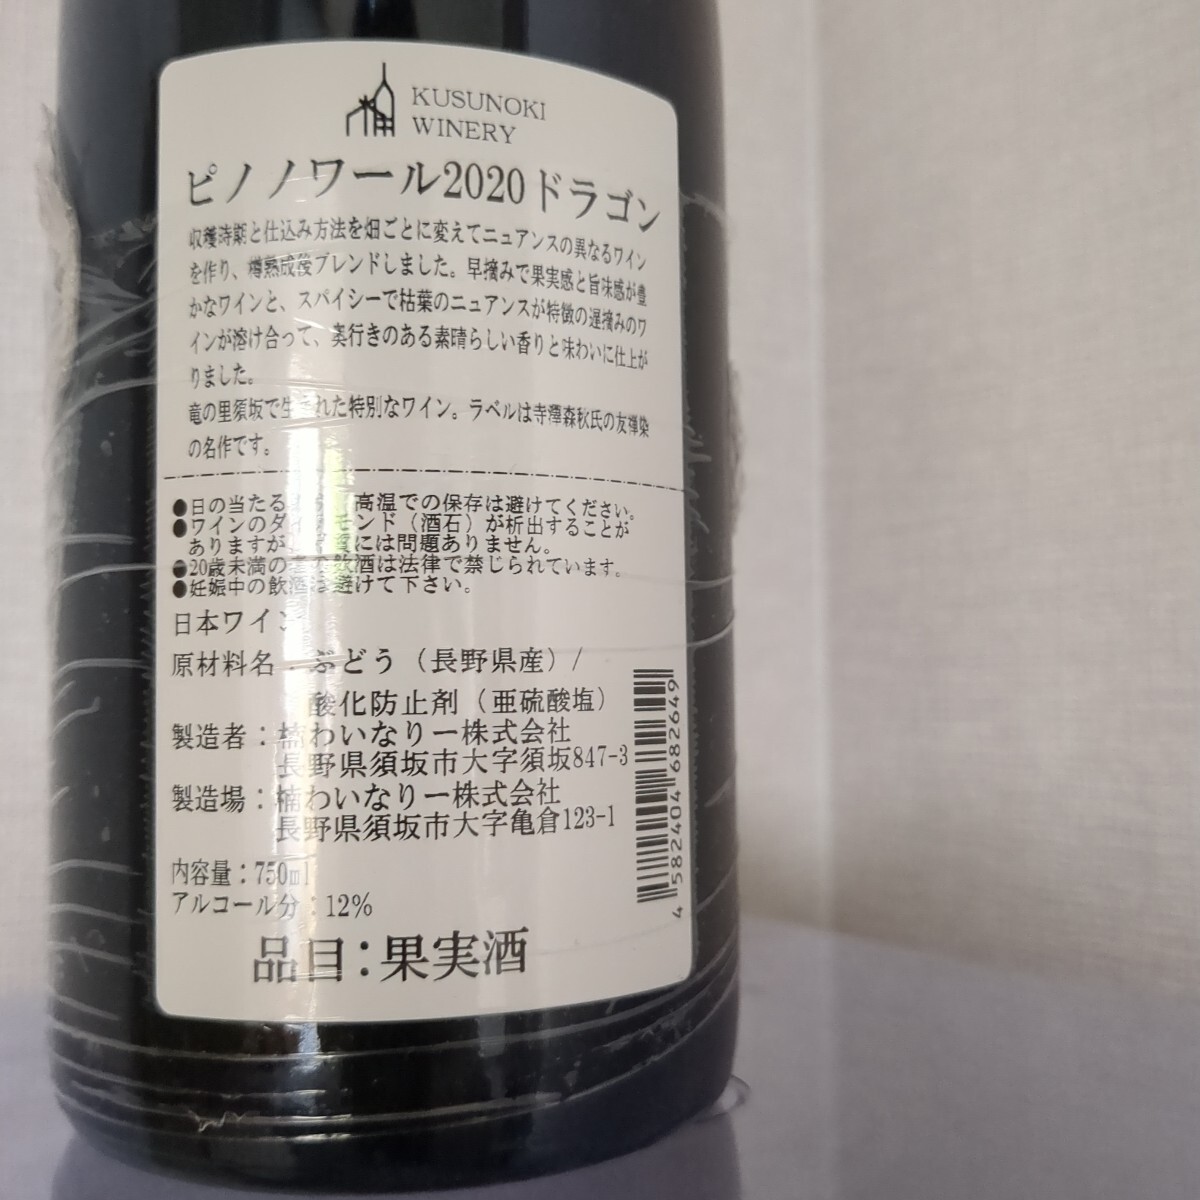 KUSUNOKI
WINERY
ピノノワール2020ドラゴン
収穫時期と仕込み方法を畑ごとに変えてニュアンスの異なるワイン
を作り、樽熟成後ブレンドしました。早摘みで果実感と旨味感が豊
かなワインと、スパイシーで枯葉のニュアンスが特徴の遅摘みのワ
インが溶け合って、奥行きのある素晴らしい香りと味わいに仕上が
りました。
竜の里須坂で生まれた特別なワイン。ラベルは寺澤森秋氏の友禅染
の名作です。
●日の当たる 高温での保存は避けてください。
●ワインのダイヤモンド（酒石）が析出することが
ありますが 質には問題ありません。
●20歳未満の 飲酒は法律で禁じられています。
●妊娠中の飲酒は避けて下さい。
日本ワイン
原材料名：ぶどう（長野県産）/
酸化防止剤（亜硫酸塩）
製造者：楠わいなりー株式会社
長野県須坂市大字須坂847-3
製造場：楠わいなりー株式会社
長野県須坂市大字亀倉123-1
内容量：750ml
アルコール分：12%
品目：果実酒
4 582404 682649